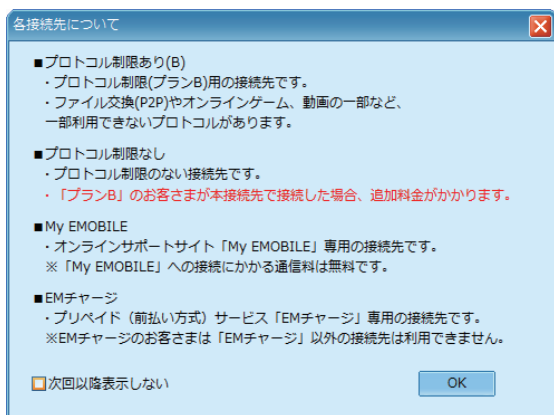 各接続先について
■プロトコル制限あり(B)
・プロトコル制限(プランB)用の接続先です。
・ファイル交換(P2P)やオンラインゲーム、動画の一部など、
一部利用できないプロトコルがあります。
■プロトコル制限なし
・プロトコル制限のない接続先です。
・「プランB」のお客さまが本接続先で接続した場合、追加料金がかかります。
■My EMOBILE
・オンラインサポートサイト「My EMOBILE」専用の接続先です。
※「My EMOBILE」への接続にかかる通信料は無料です。
■EMチャージ
・プリペイド（前払い方式）サービス「EMチャージ」専用の接続先です。
※EMチャージのお客さまは「EMチャージ」以外の接続先は利用できません。
次回以降表示しない
OK